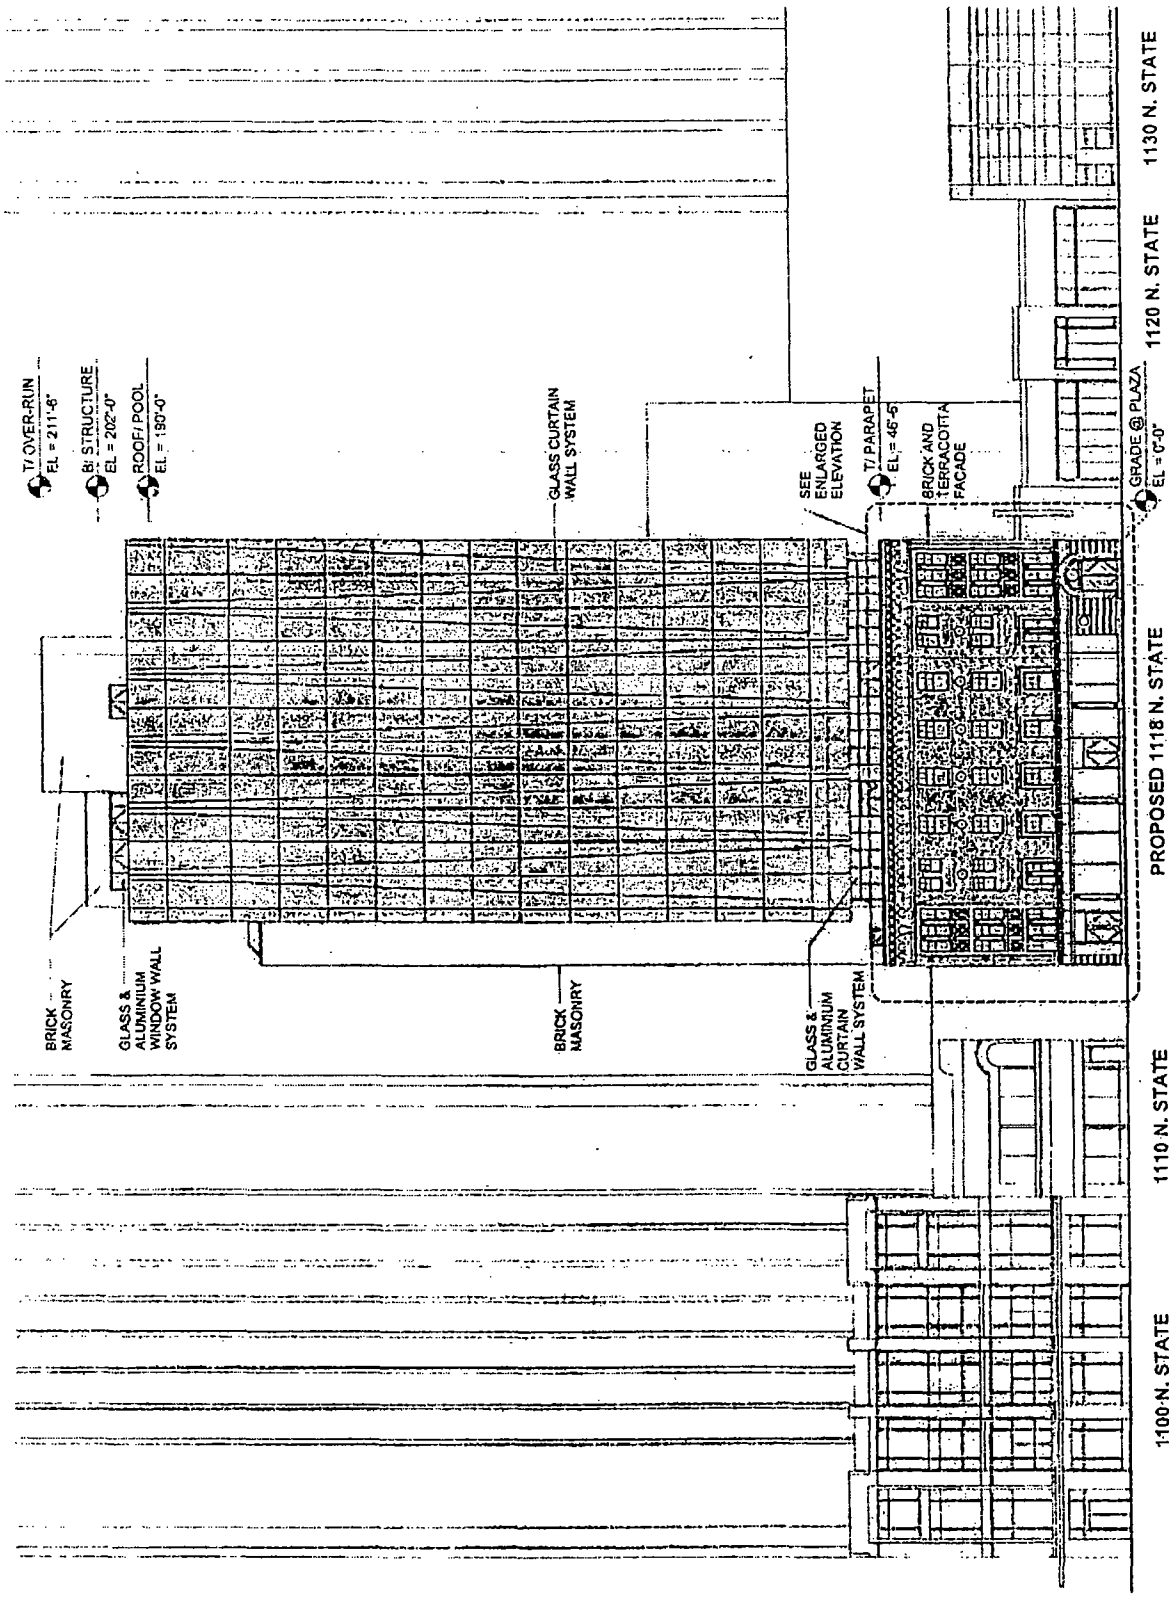 T/ OVER-RUN
EL = 211'-6"
B/ STRUCTURE
EL = 202'-0"
ROOF/ POOL
EL = 190'-0"
GLASS CURTAIN
WALL SYSTEM
SEE
ENLARGED
ELEVATION
T/ PARAPET
EL = 46'-6"
BRICK AND
TERRACOTTA
FACADE
GRADE @ PLAZA
EL = 0'-0"
BRICK
MASONRY
GLASS &
ALUMINIUM
WINDOW WALL
SYSTEM
BRICK
MASONRY
GLASS &
ALUMINIUM
CURTAIN
WALL SYSTEM
1100 N. STATE
1110 N. STATE
PROPOSED 1118 N. STATE
1120 N. STATE
1130 N. STATE